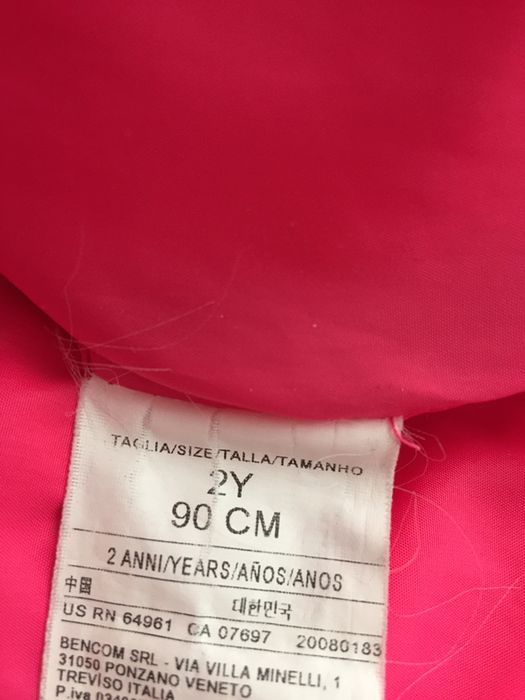 TAGLIA/SIZE/TALLA/TAMANHO
2Y
90 CM
2 ANNI/YEARS/AÑOS/ANOS
中国 대한민국
US RN 64961 CA 07697 20080183
BENCOM SRL - VIA VILLA MINELLI, 1
31050 PONZANO VENETO
TREVISO ITALIA
P.iva